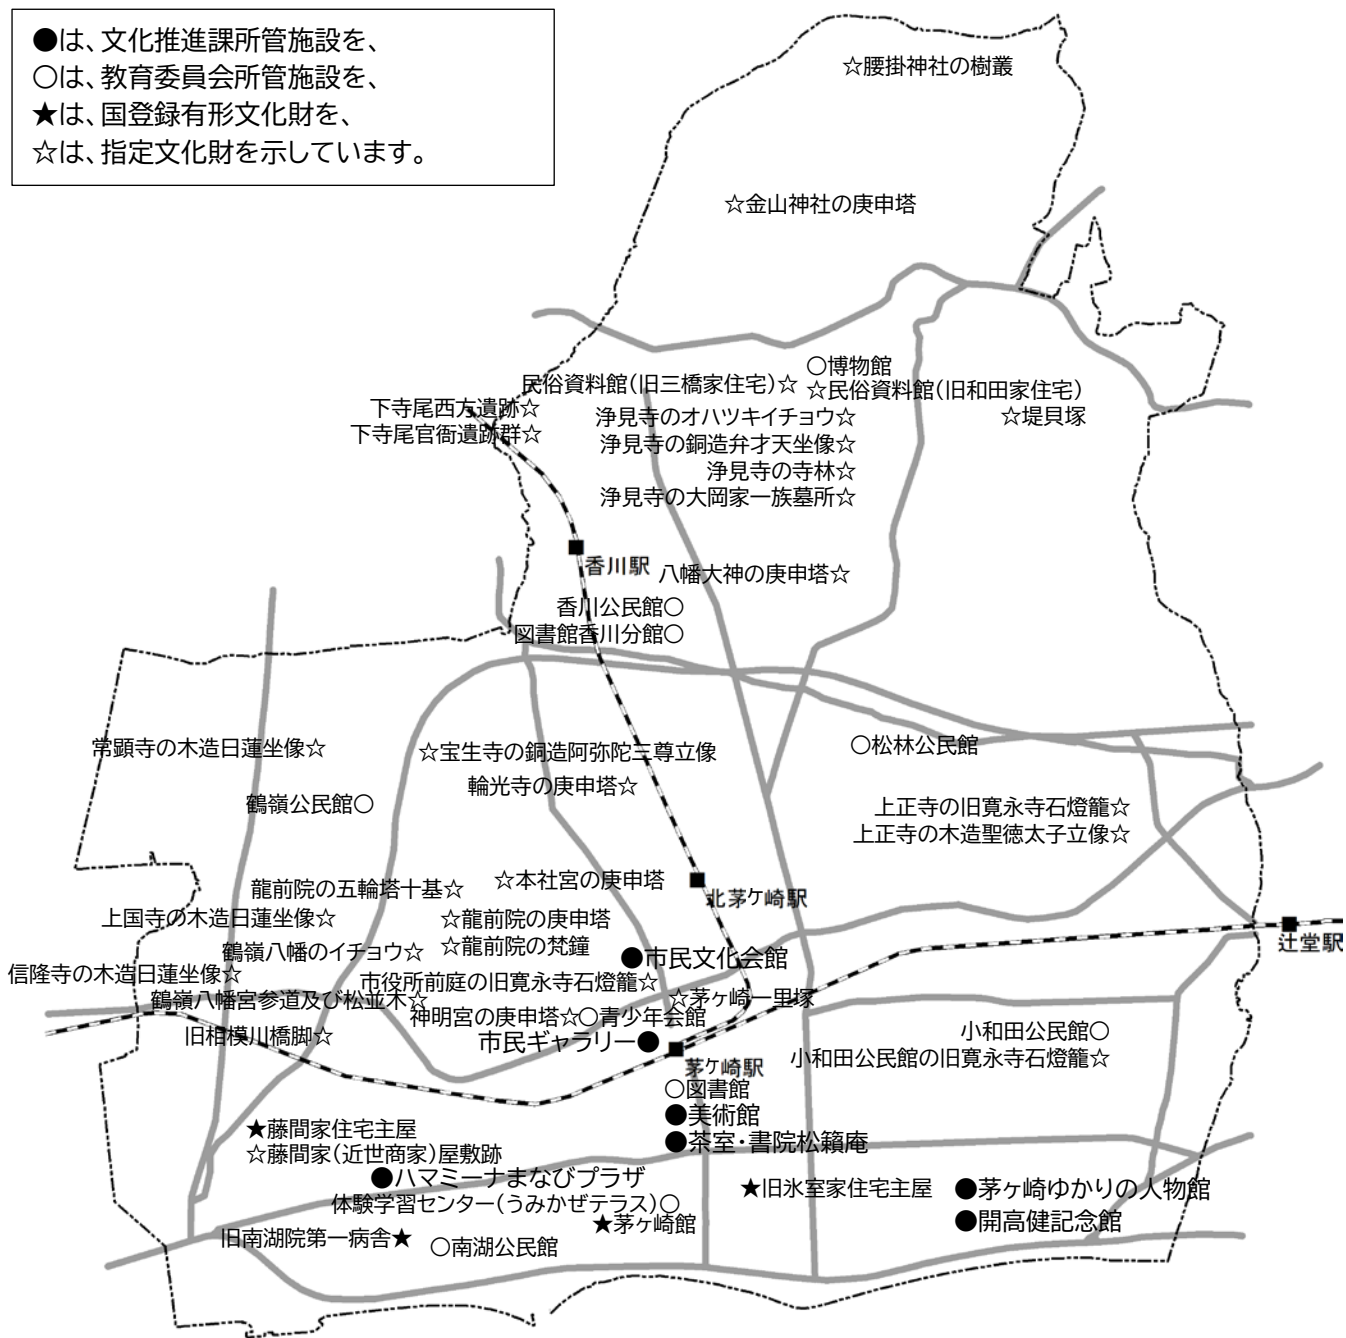 ●は、文化推進課所管施設を、
○は、教育委員会所管施設を、
★は、国登録有形文化財を、
☆は、指定文化財を示しています。
☆腰掛神社の樹叢
☆金山神社の庚申塔
○博物館
民俗資料館(旧三橋家住宅)☆
☆民俗資料館(旧和田家住宅)
下寺尾西方遺跡☆
浄見寺のオハツキイチョウ☆
☆堤貝塚
下寺尾官衙遺跡群☆
浄見寺の銅造弁才天坐像☆
浄見寺の寺林☆
浄見寺の大岡家一族墓所☆
香川駅
八幡大神の庚申塔☆
香川公民館○
図書館香川分館○
常顕寺の木造日蓮坐像☆
☆宝生寺の銅造阿弥陀三尊立像
○松林公民館
輪光寺の庚申塔☆
鶴嶺公民館○
上正寺の旧寛永寺石燈籠☆
上正寺の木造聖徳太子立像☆
☆本社宮の庚申塔
龍前院の五輪塔十基☆
北茅ケ崎駅
上国寺の木造日蓮坐像☆
☆龍前院の庚申塔
辻堂駅
鶴嶺八幡のイチョウ☆
☆龍前院の梵鐘
●市民文化会館
信隆寺の木造日蓮坐像☆
市役所前庭の旧寛永寺石燈籠☆
鶴嶺八幡宮参道及び松並木☆
☆茅ヶ崎一里塚
神明宮の庚申塔☆
○青少年会館
旧相模川橋脚☆
市民ギャラリー●
小和田公民館○
茅ケ崎駅
小和田公民館の旧寛永寺石燈籠☆
○図書館
●美術館
★藤間家住宅主屋
●茶室・書院松籟庵
☆藤間家(近世商家)屋敷跡
●ハマミーナまなびプラザ
★旧氷室家住宅主屋
●茅ヶ崎ゆかりの人物館
体験学習センター(うみかぜテラス)○
★茅ヶ崎館
●開高健記念館
旧南湖院第一病舎★
○南湖公民館